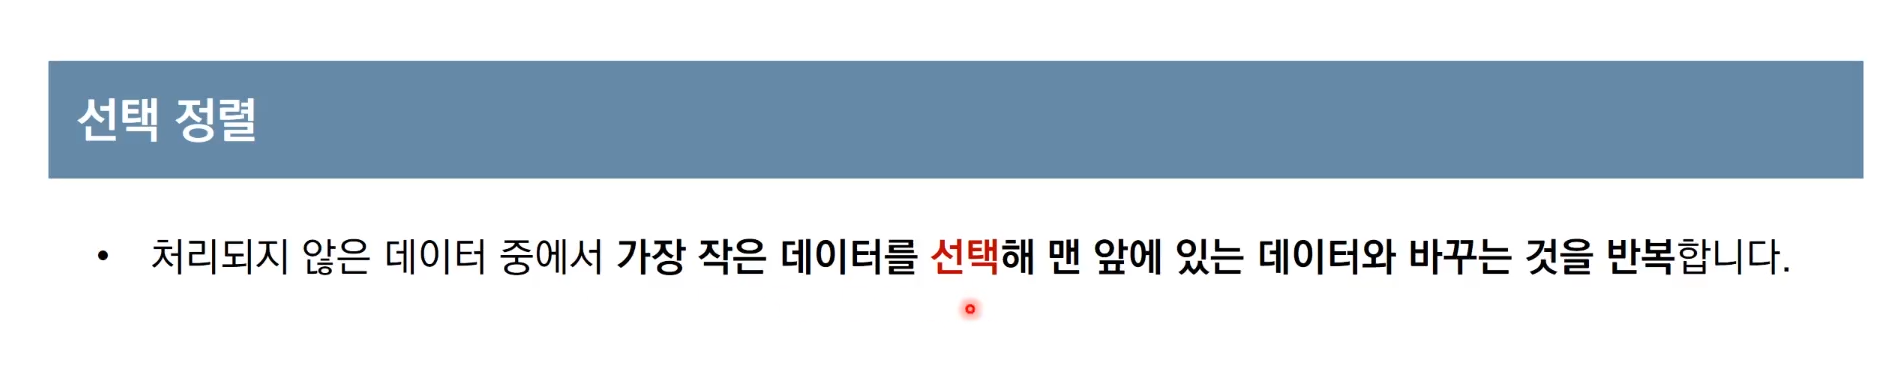 선택 정렬
• 처리되지 않은 데이터 중에서 가장 작은 데이터를 선택해 맨 앞에 있는 데이터와 바꾸는 것을 반복합니다.